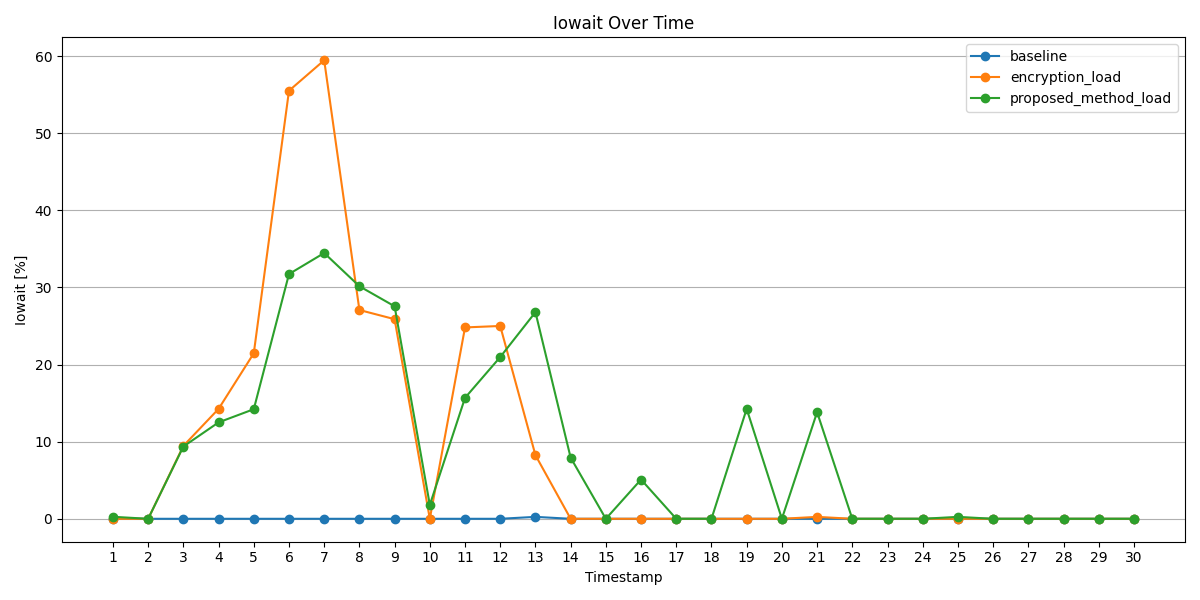 Iowait Over Time
baseline
encryption_load
proposed_method_load
Iowait [%]
60
50
40
30
20
10
0
1 2 3 4 5 6 7 8 9 10 11 12 13 14 15 16 17 18 19 20 21 22 23 24 25 26 27 28 29 30
Timestamp